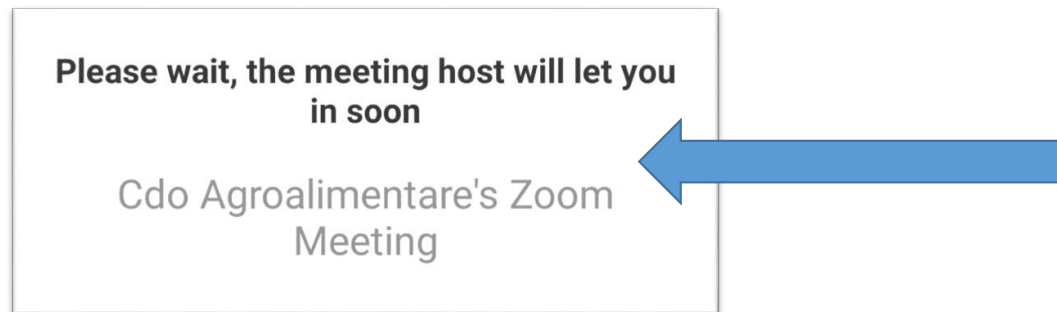 Please wait, the meeting host will let you
in soon
Cdo Agroalimentare's Zoom
Meeting